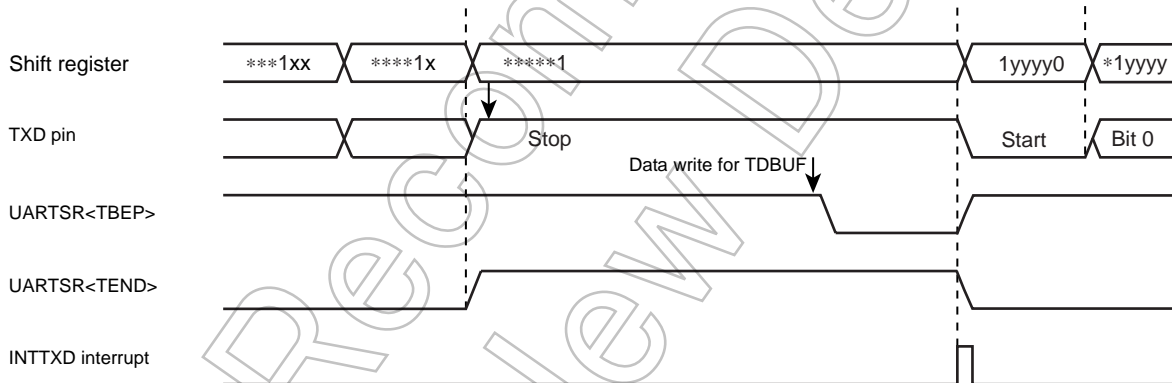 Shift register ***1xx ****1x *****1 1yyyy0 *1yyyy
TXD pin Stop Start Bit 0
Data write for TDBUF
UARTSR<TBEP>
UARTSR<TEND>
INTTXD interrupt